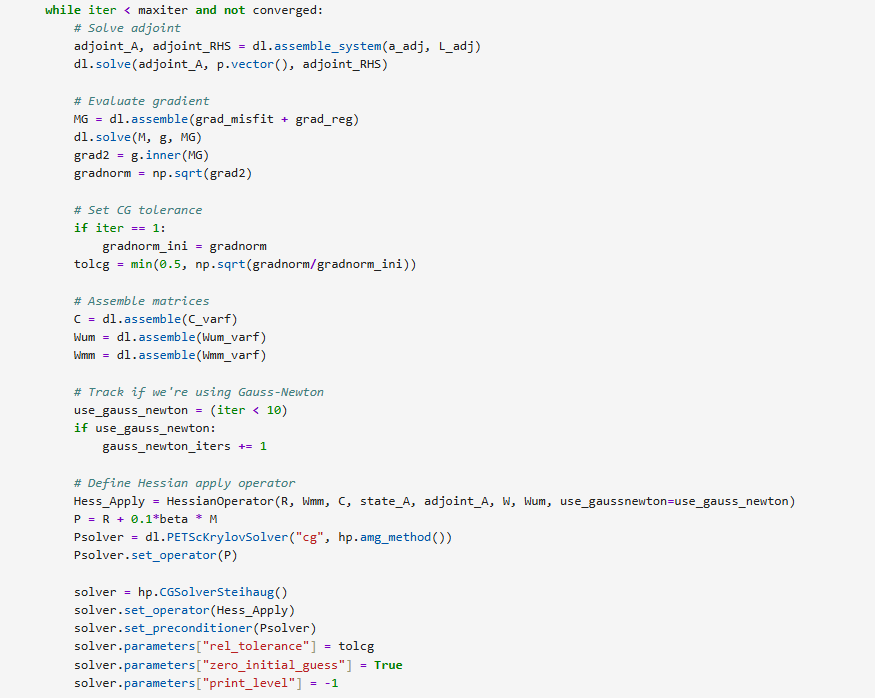 while iter < maxiter and not converged:
    # Solve adjoint
    adjoint_A, adjoint_RHS = dl.assemble_system(a_adj, L_adj)
    dl.solve(adjoint_A, p.vector(), adjoint_RHS)

    # Evaluate gradient
    MG = dl.assemble(grad_misfit + grad_reg)
    dl.solve(M, g, MG)
    grad2 = g.inner(MG)
    gradnorm = np.sqrt(grad2)

    # Set CG tolerance
    if iter == 1:
        gradnorm_ini = gradnorm
    tolcg = min(0.5, np.sqrt(gradnorm/gradnorm_ini))

    # Assemble matrices
    C = dl.assemble(C_varf)
    Wum = dl.assemble(Wum_varf)
    Wmm = dl.assemble(Wmm_varf)

    # Track if we're using Gauss-Newton
    use_gauss_newton = (iter < 10)
    if use_gauss_newton:
        gauss_newton_iters += 1

    # Define Hessian apply operator
    Hess_Apply = HessianOperator(R, Wmm, C, state_A, adjoint_A, W, Wum, use_gaussnewton=use_gauss_newton)
    P = R + 0.1*beta * M
    Psolver = dl.PETScKrylovSolver("cg", hp.amg_method())
    Psolver.set_operator(P)

    solver = hp.CGSolverSteihaug()
    solver.set_operator(Hess_Apply)
    solver.set_preconditioner(Psolver)
    solver.parameters["rel_tolerance"] = tolcg
    solver.parameters["zero_initial_guess"] = True
    solver.parameters["print_level"] = -1